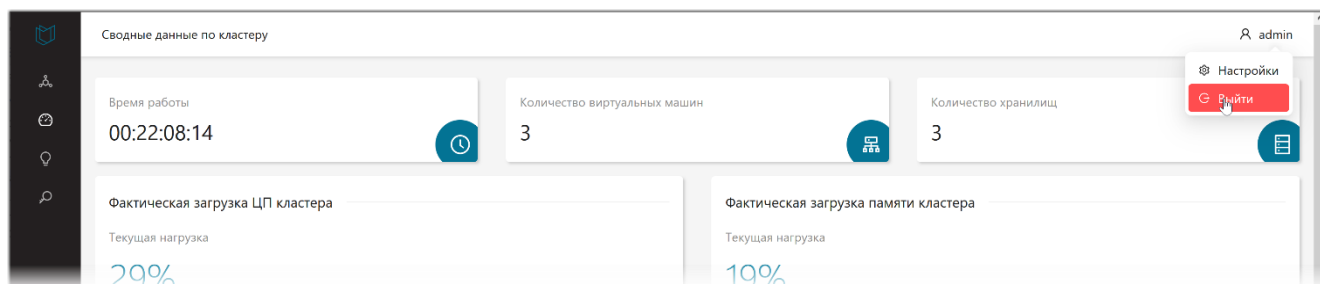 Сводные данные по кластеру
admin
Настройки
Выйти
Время работы
00:22:08:14
Количество виртуальных машин
3
Количество хранилищ
3
Фактическая загрузка ЦП кластера
Текущая нагрузка
29%
Фактическая загрузка памяти кластера
Текущая нагрузка
19%